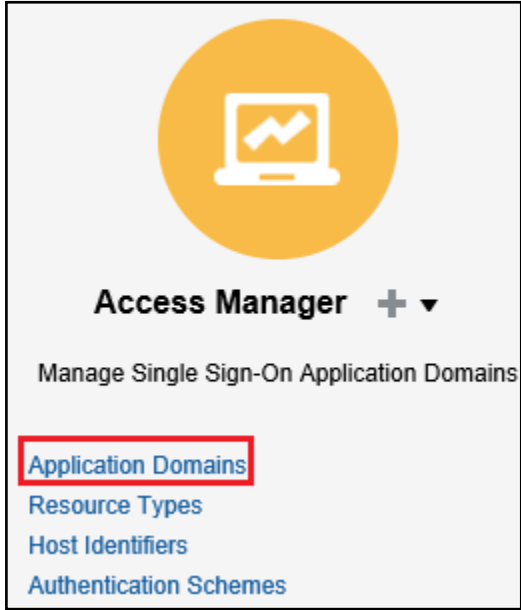 Access Manager
Manage Single Sign-On Application Domains
Application Domains
Resource Types
Host Identifiers
Authentication Schemes